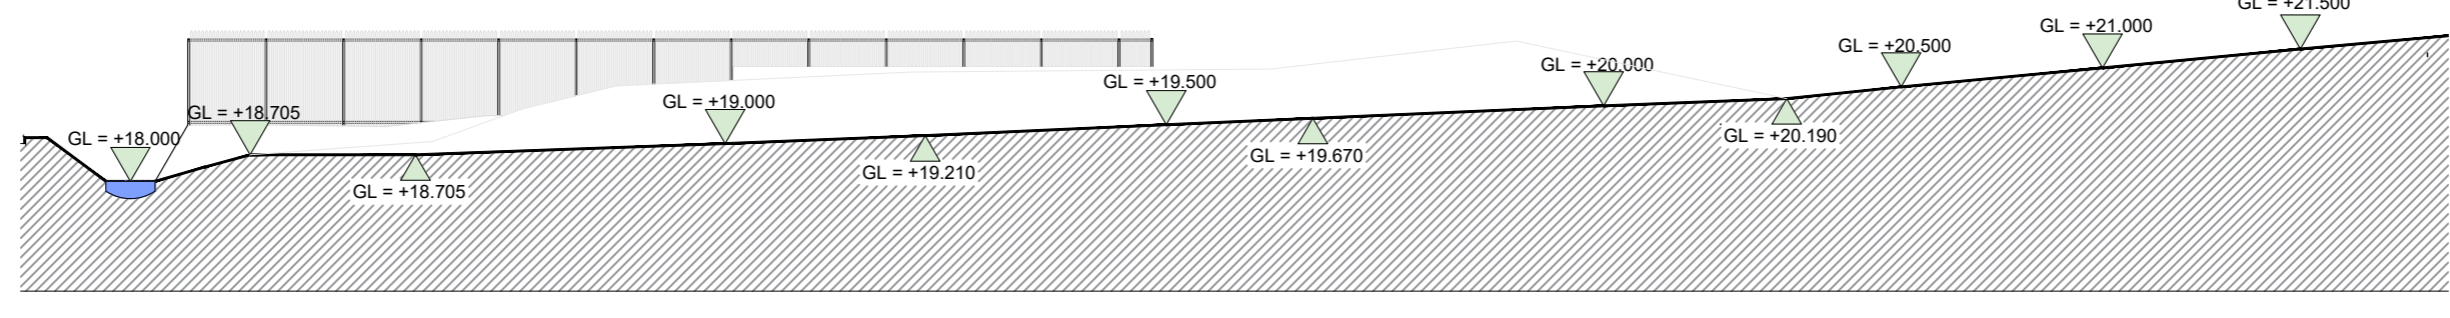 GL = +18.000
GL = +18.705
GL = +18.705
GL = +19.000
GL = +19.210
GL = +19.500
GL = +19.670
GL = +20.000
GL = +20.190
GL = +20.500
GL = +21.000
GL = +21.500